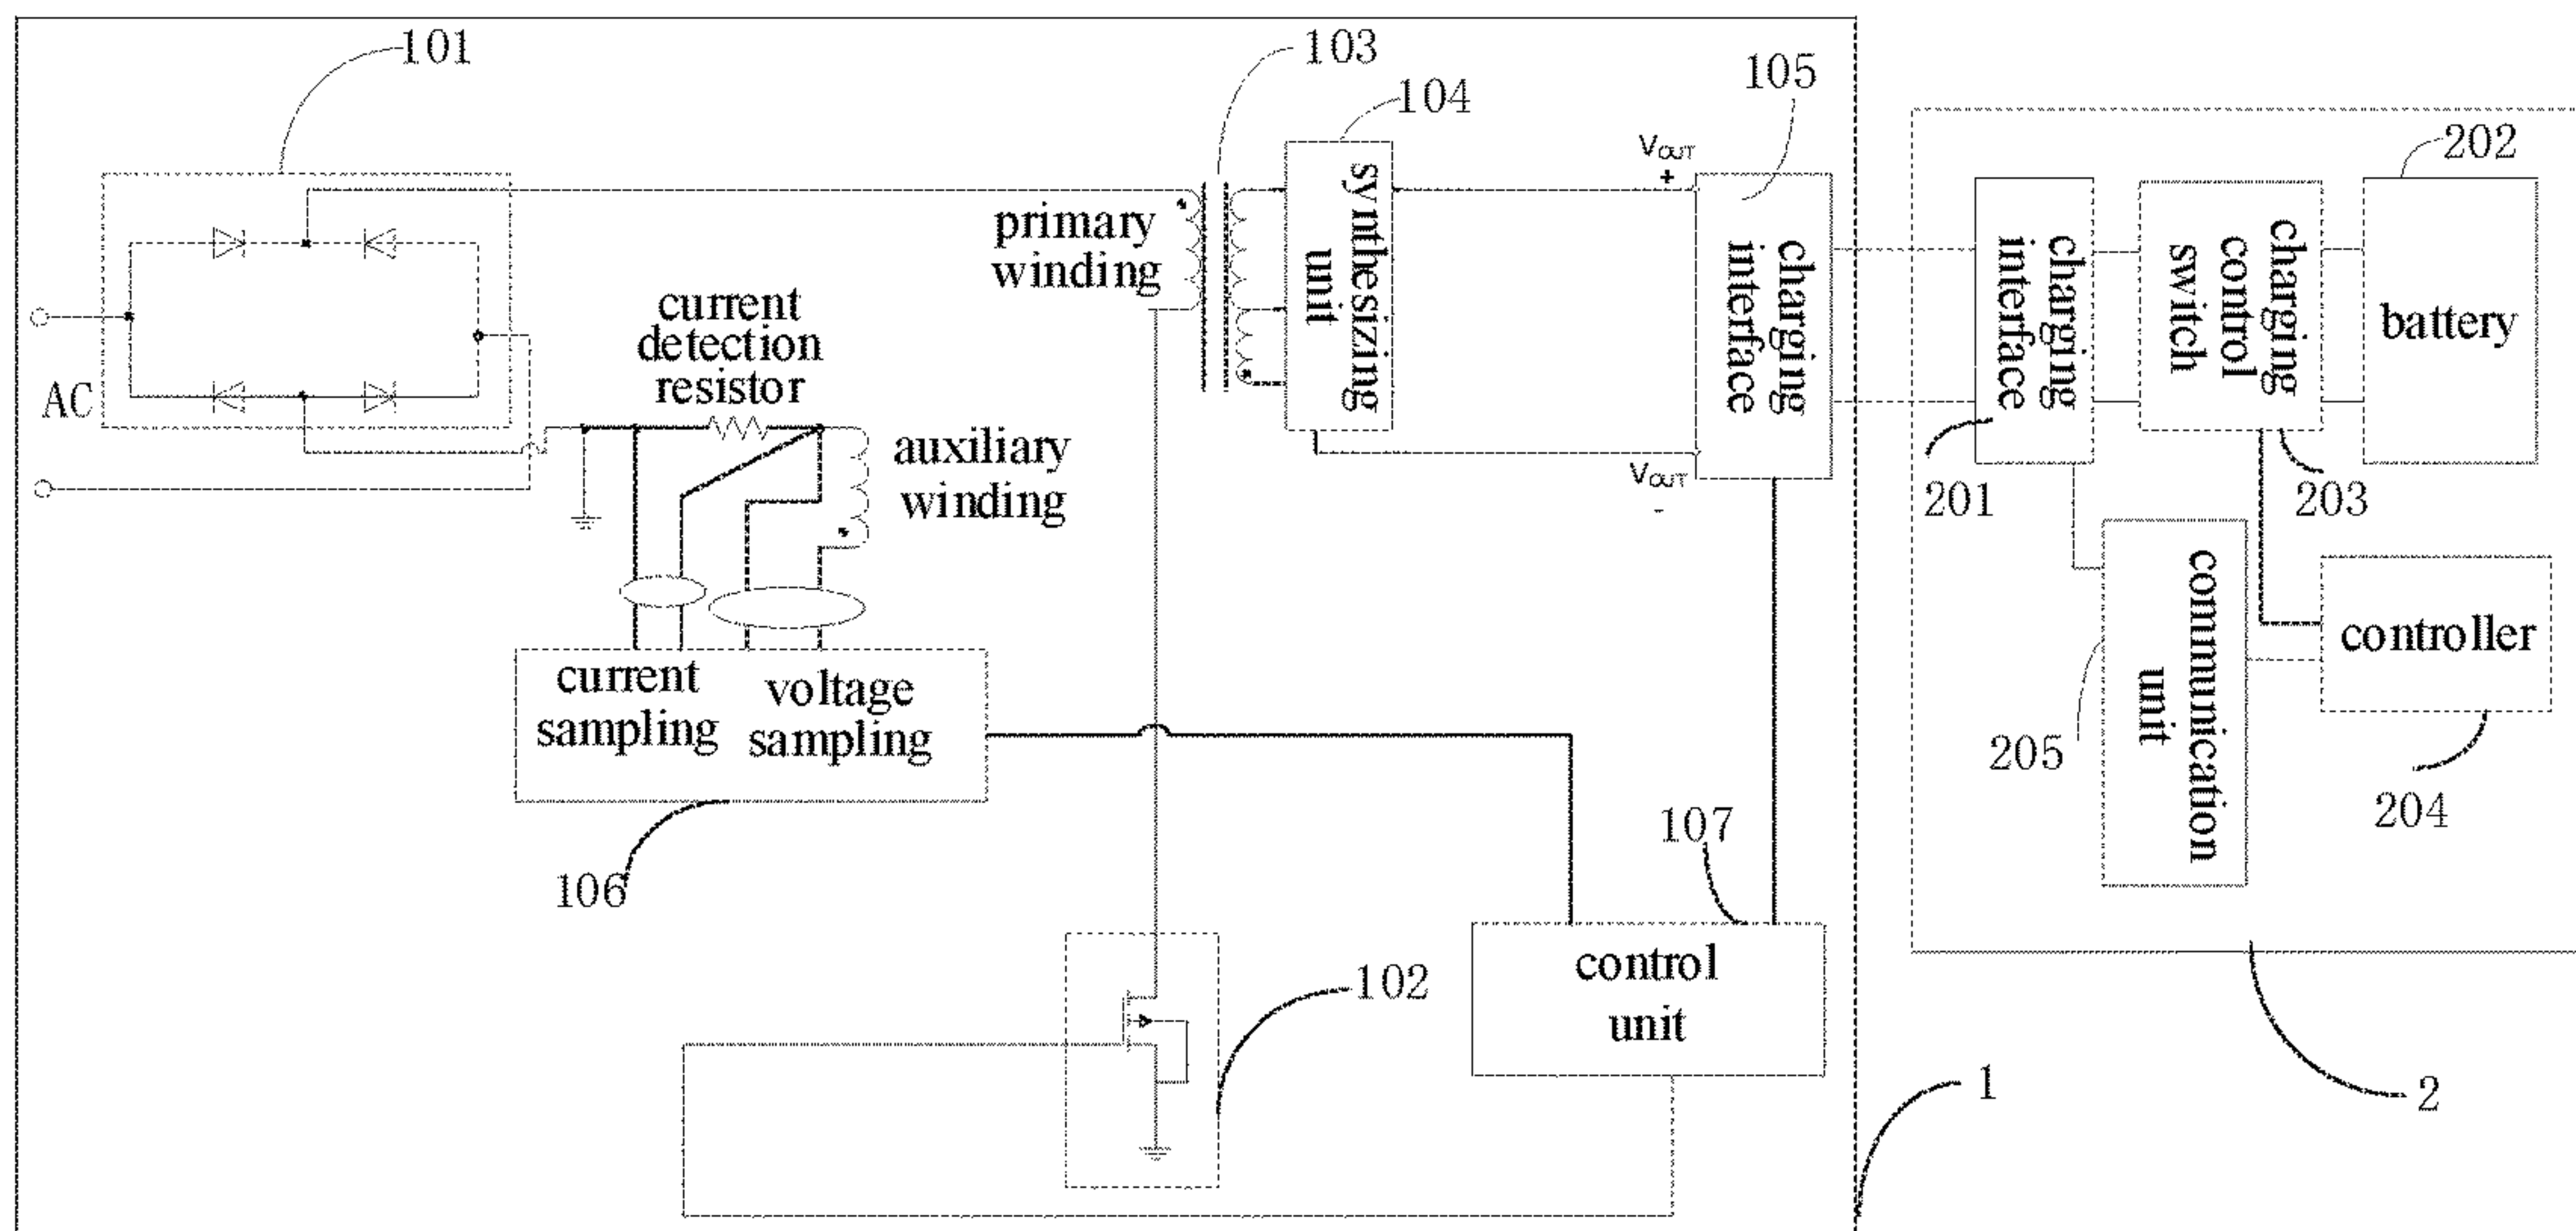 101
103
104
105
202
V_OUT
+
primary
winding
synthesizing
unit
charging
interface
charging
interface
charging
control
switch
battery
current
detection
resistor
AC
auxiliary
winding
V_OUT
-
201
203
communication
unit
controller
current
sampling
voltage
sampling
205
204
106
107
control
unit
102
1
2